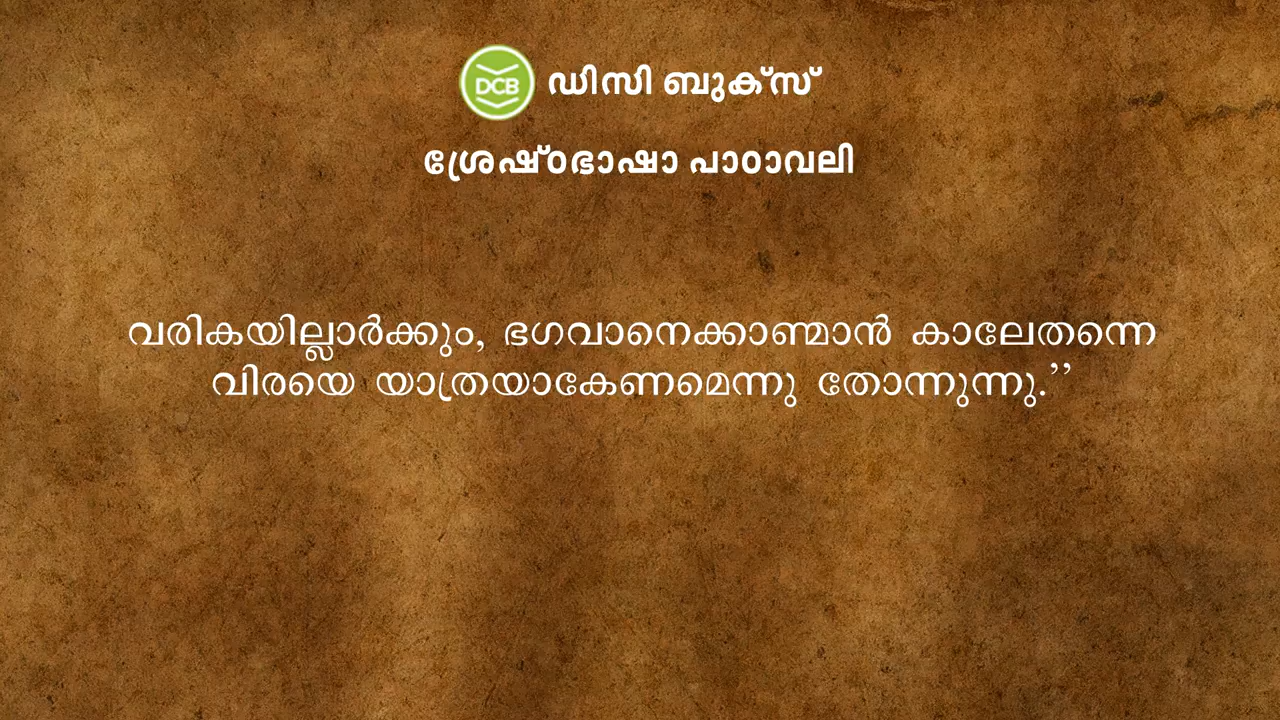 DCB ഡിസി ബുക്സ്
ശ്രേഷ്ഠഭാഷാ പാഠാവലി
വരികയില്ലാർക്കും, ഭഗവാനെക്കാണ്മാൻ കാലേതന്നെ
വിരയെ യാത്രയാകേണമെന്നു തോന്നുന്നു.’’